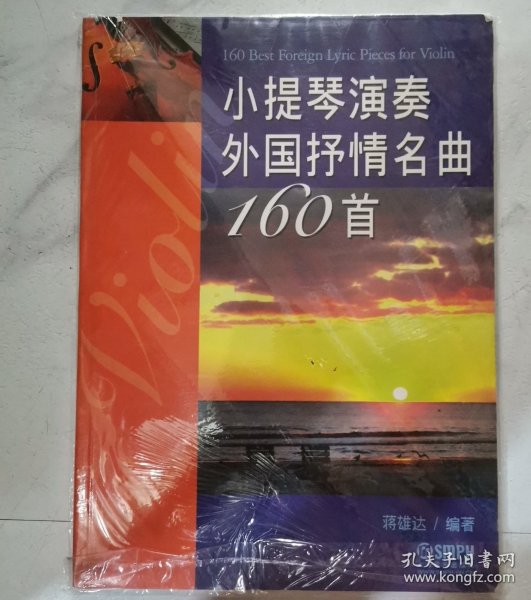 160 Best Foreign Lyric Pieces for Violin
小提琴演奏
外国抒情名曲
160首
Violin
蒋雄达 / 编著
SMPH
孔夫子旧书网
www.kongfz.com